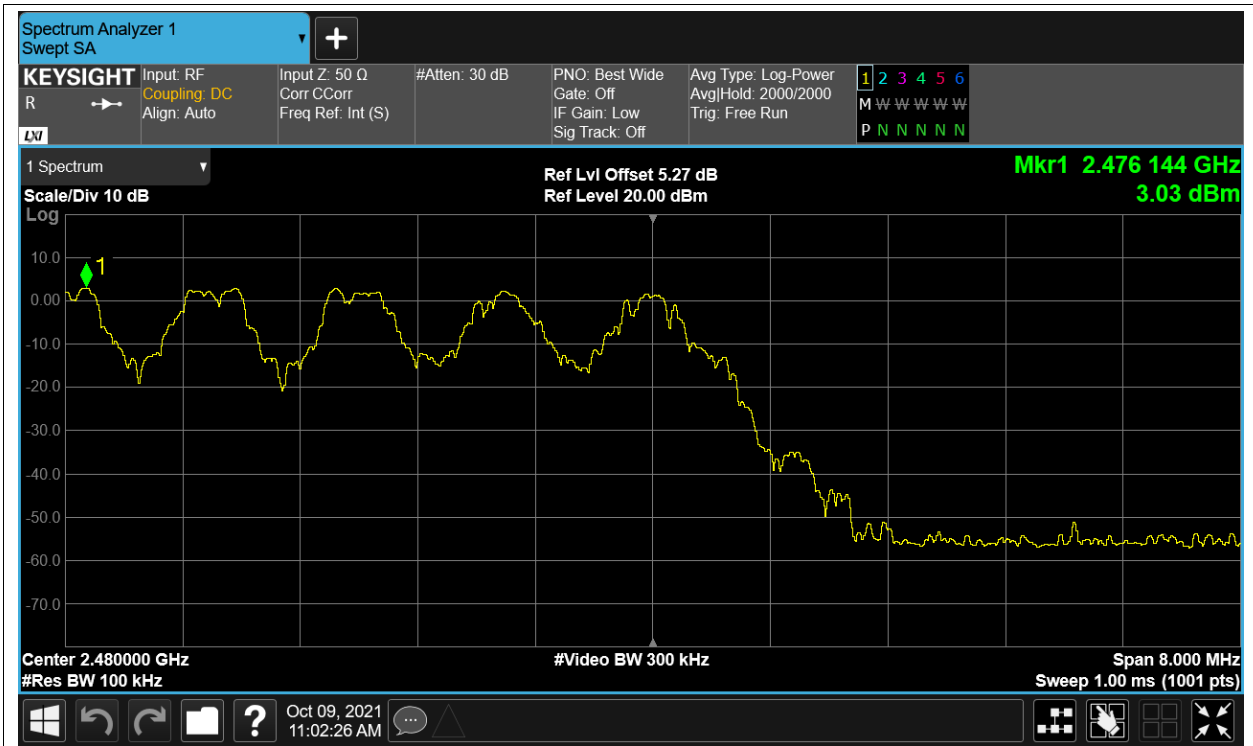 Spectrum Analyzer 1
Swept SA
KEYSIGHT
R
LXI
Input: RF
Coupling: DC
Align: Auto
Input Z: 50 Ω
Corr CCorr
Freq Ref: Int (S)
#Atten: 30 dB
PNO: Best Wide
Gate: Off
IF Gain: Low
Sig Track: Off
Avg Type: Log-Power
Avg|Hold: 2000/2000
Trig: Free Run
1 2 3 4 5 6
M W W W W W
P N N N N N
1 Spectrum
Scale/Div 10 dB
Log
Ref Lvl Offset 5.27 dB
Ref Level 20.00 dBm
Mkr1 2.476 144 GHz
3.03 dBm
10.0
1
0.00
-10.0
-20.0
-30.0
-40.0
-50.0
-60.0
-70.0
Center 2.480000 GHz
#Video BW 300 kHz
Span 8.000 MHz
#Res BW 100 kHz
Sweep 1.00 ms (1001 pts)
?
Oct 09, 2021
11:02:26 AM